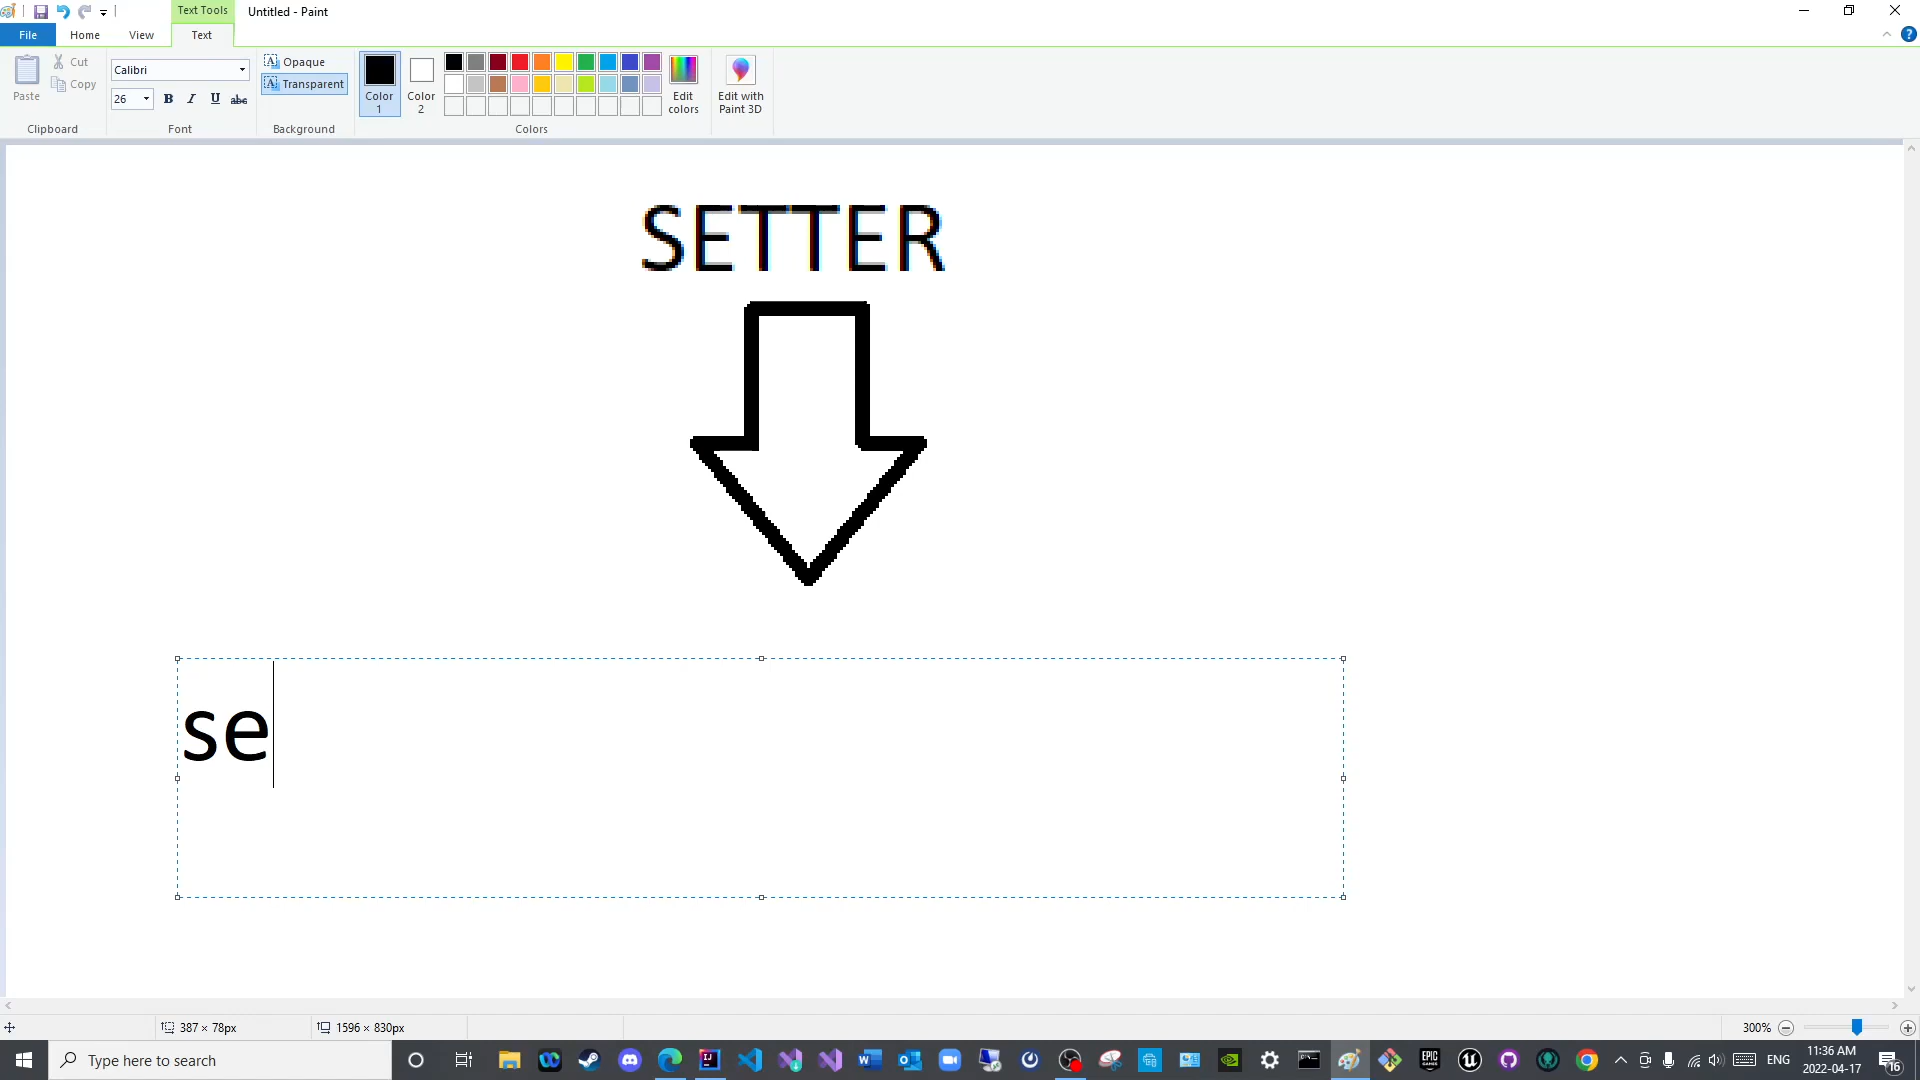 Text Tools
Untitled - Paint
File
Home
View
Text
Paste
Cut
Copy
Clipboard
Calibri
26
B
I
U
abc
Font
A
Opaque
A
Transparent
Background
Color
1
Color
2
Edit
colors
Edit with
Paint 3D
Colors
SETTER
se
387 × 78px
1596 × 830px
300%
Type here to search
ENG
11:36 AM
2022-04-17
16